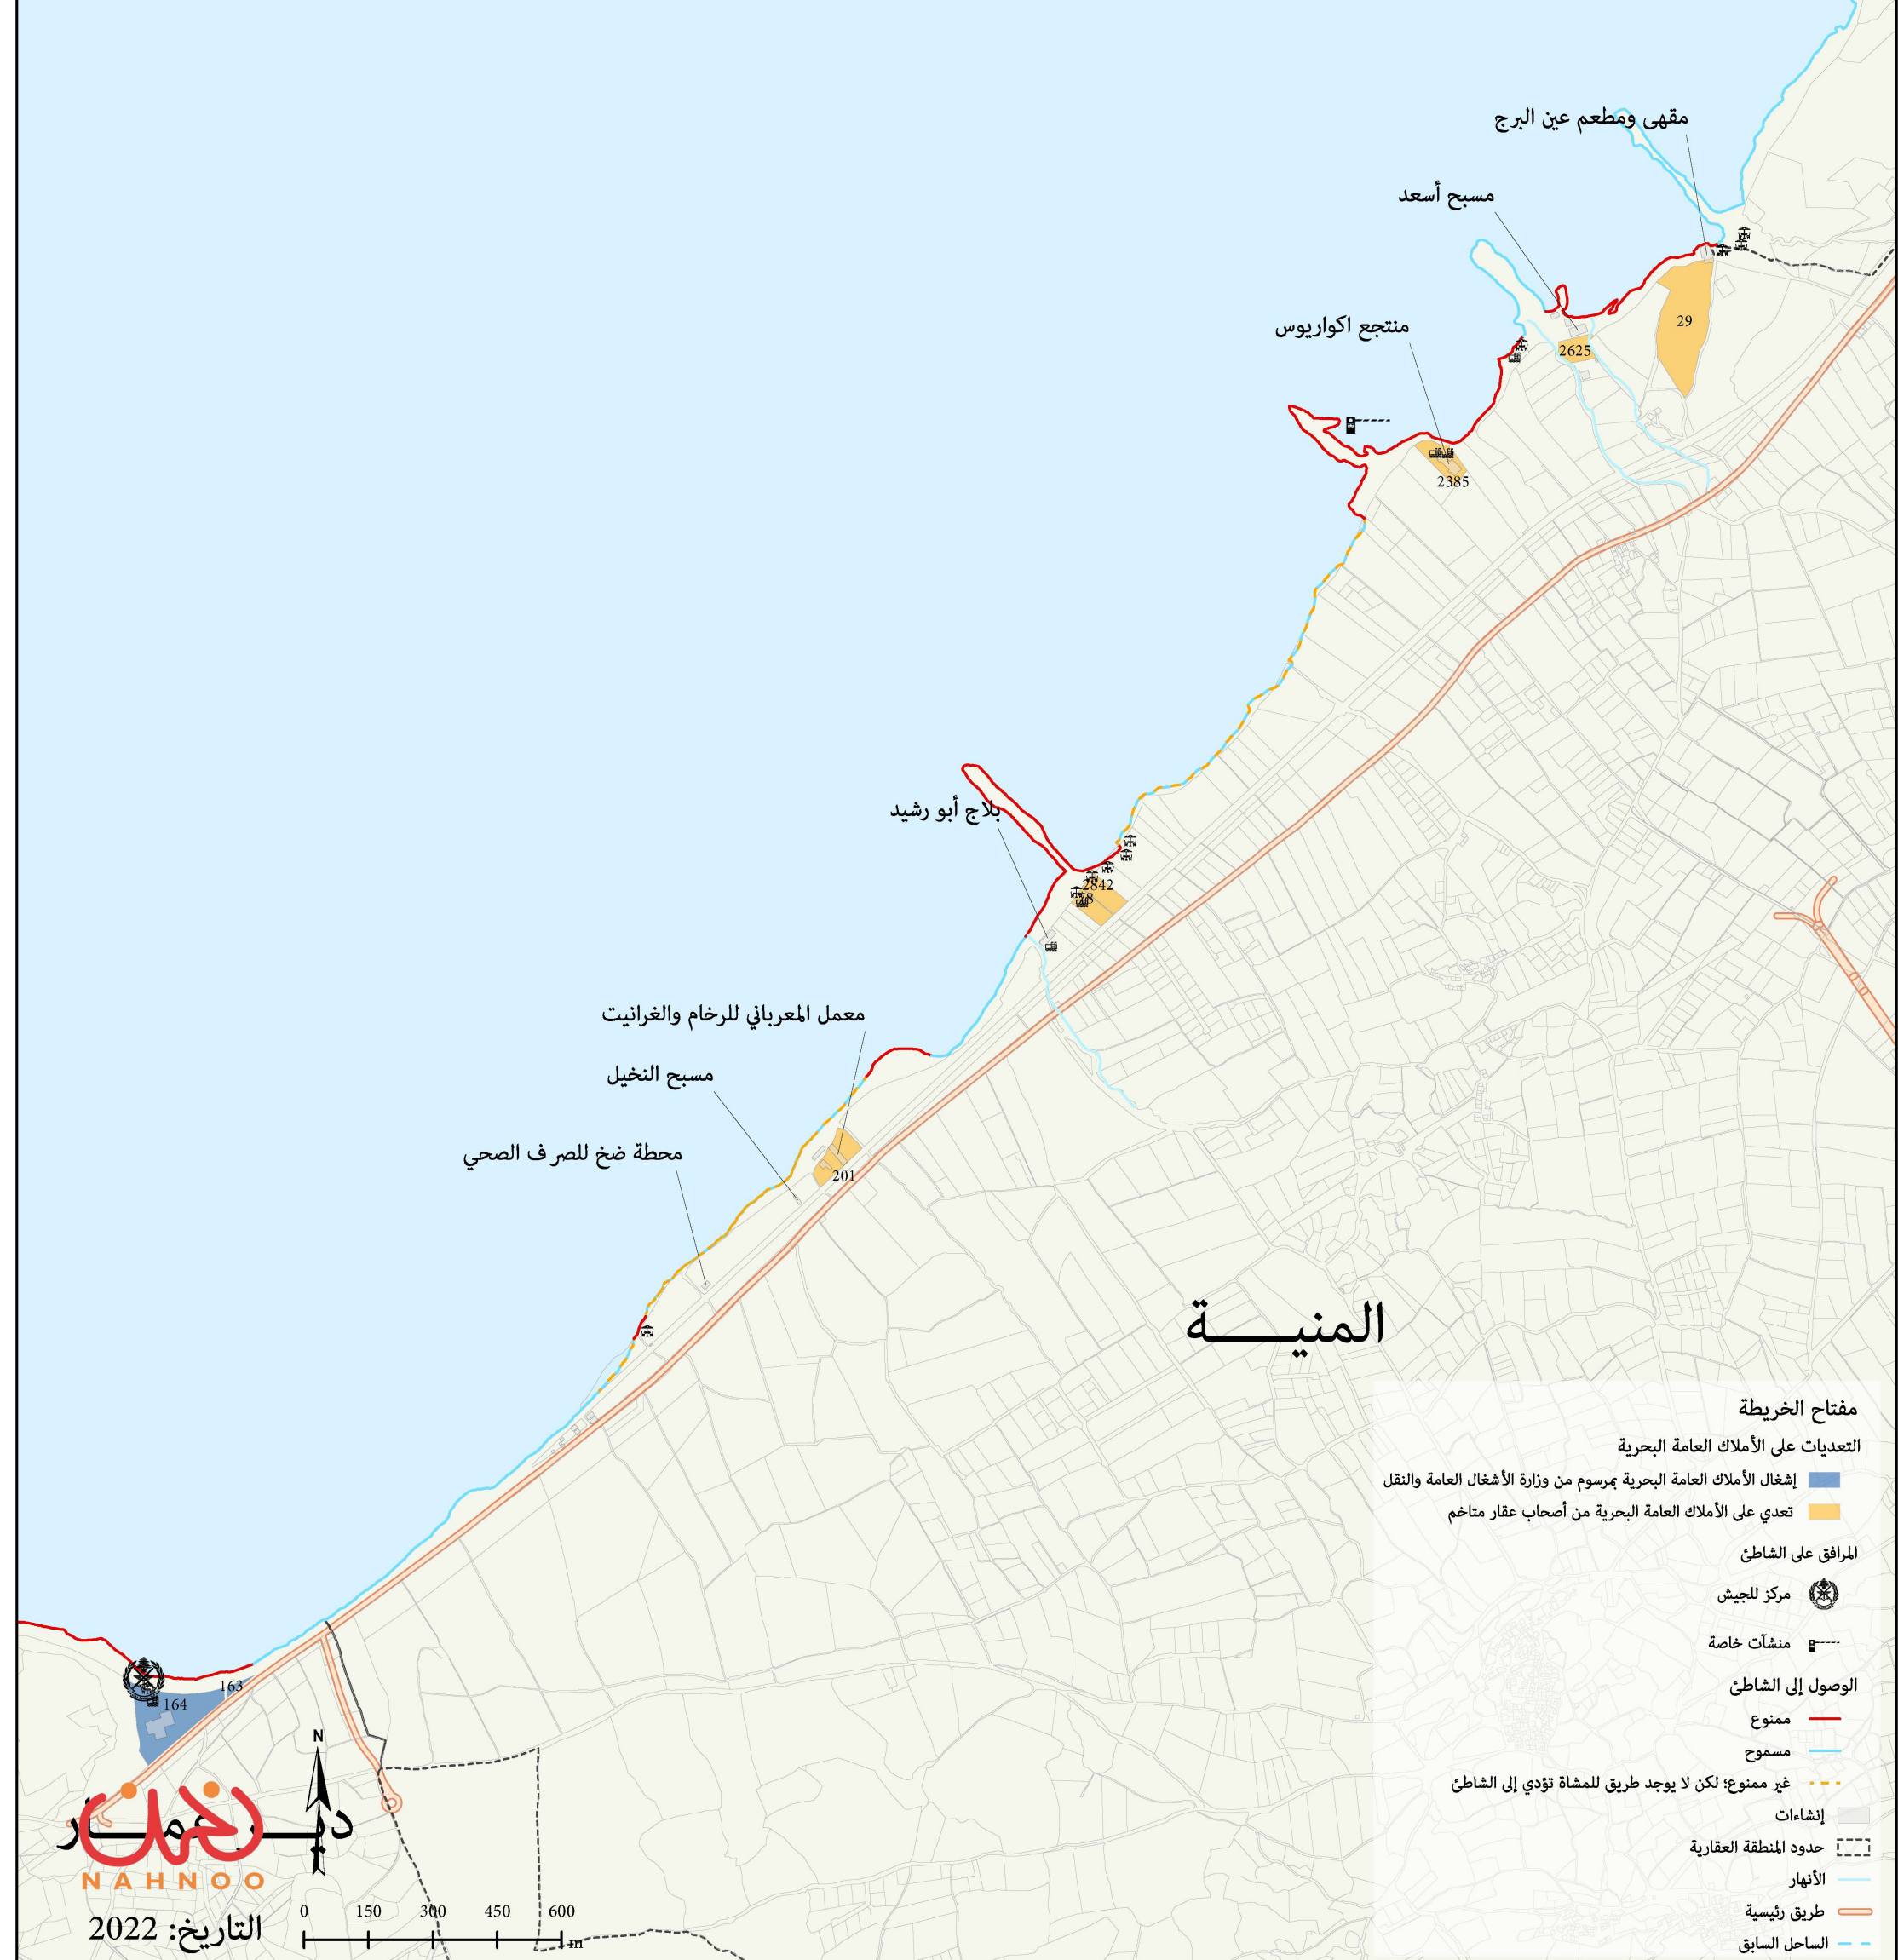 مقهى ومطعم عين البرج
مسبح أسعد
29
منتجع اكواريوس
2625
2385
بلاج أبو رشيد
2842
معمل المعرباني للرخام والغرانيت
مسبح النخيل
محطة ضخ للصرف الصحي
201
المنية
مفتاح الخريطة
التعديات على الأملاك العامة البحرية
إشغال الأملاك العامة البحرية بمرسوم من وزارة الأشغال العامة والنقل
تعدي على الأملاك العامة البحرية من أصحاب عقار متاخم
المرافق على الشاطئ
مركز للجيش
منشآت خاصة
الوصول إلى الشاطئ
ممنوع
مسموح
غير ممنوع؛ لكن لا يوجد طريق للمشاة تؤدي إلى الشاطئ
إنشاءات
حدود المنطقة العقارية
الأنهار
طريق رئيسية
الساحل السابق
163
164
N
دير عمار
نحن
NAHNOO
التاريخ: 2022
0 150 300 450 600
m